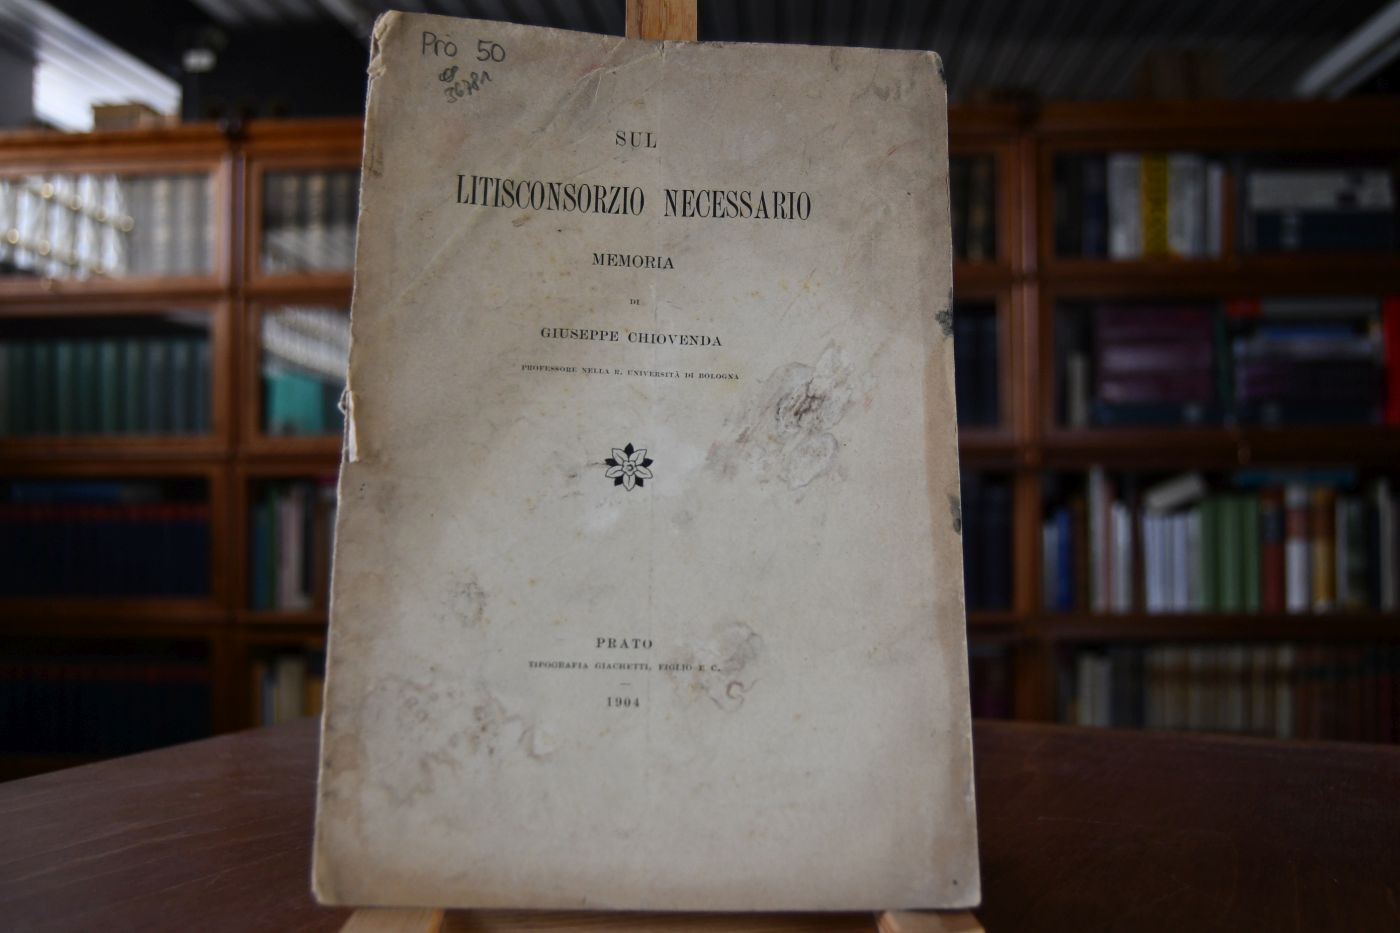 Prò 50
SUL
LITISCONSORZIO NECESSARIO
MEMORIA
DI
GIUSEPPE CHIOVENDA
PROFESSORE NELLA R. UNIVERSITÀ DI BOLOGNA
PRATO
TIPOGRAFIA GIACHETTI, FIGLIO E C.
1904